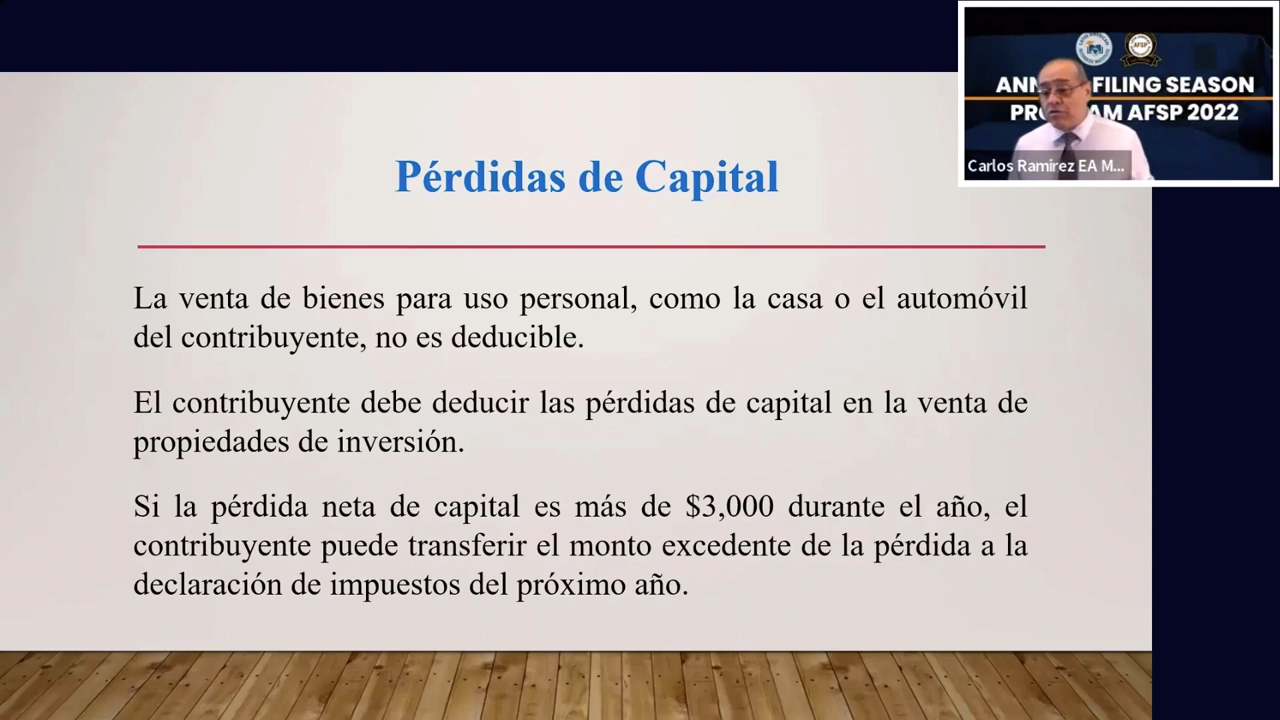 Pérdidas de Capital
La venta de bienes para uso personal, como la casa o el automóvil
del contribuyente, no es deducible.
El contribuyente debe deducir las pérdidas de capital en la venta de
propiedades de inversión.
Si la pérdida neta de capital es más de $3,000 durante el año, el
contribuyente puede transferir el monto excedente de la pérdida a la
declaración de impuestos del próximo año.
AFSP
FILING SEASON
AM AFSP 2022
Carlos Ramirez EA M...